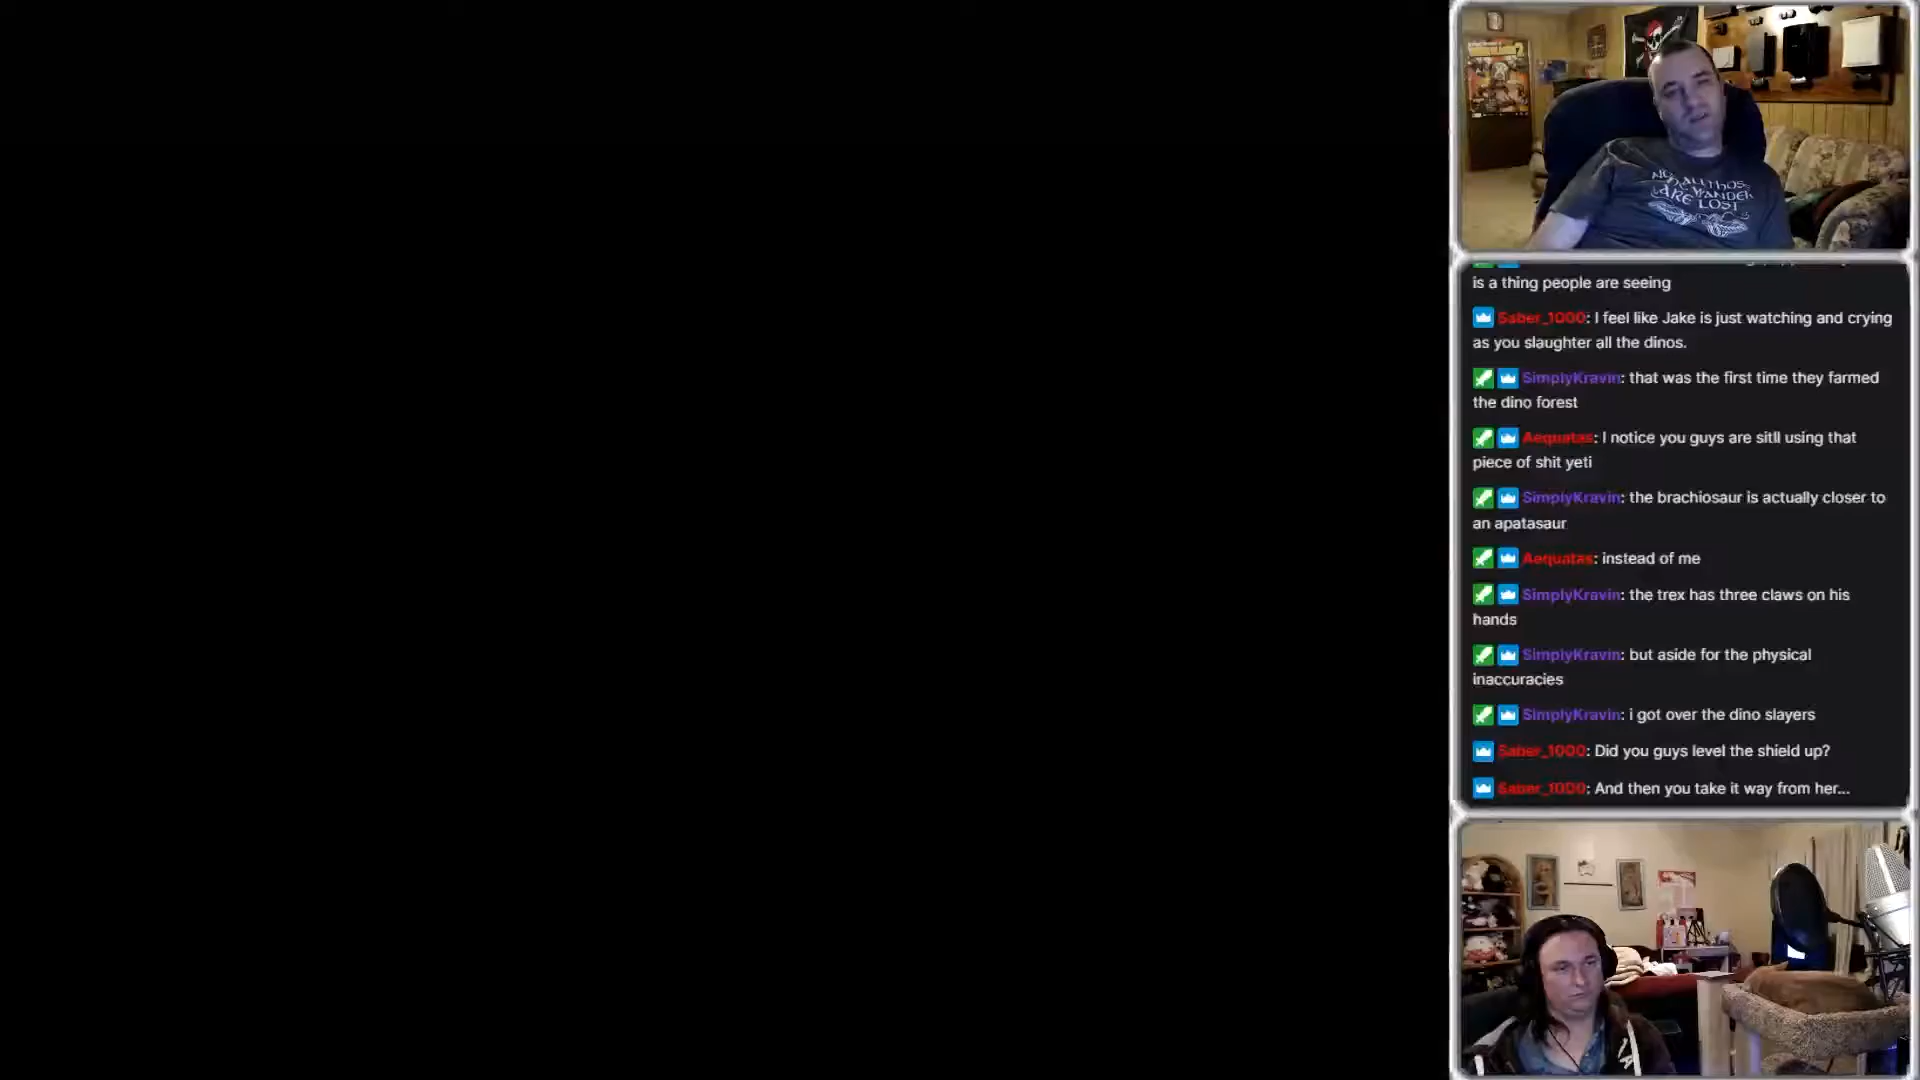 NOT ALL THOSE
WHO WANDER
ARE LOST
is a thing people are seeing
Saber_1000: I feel like Jake is just watching and crying
as you slaughter all the dinos.
SimplyKravin: that was the first time they farmed
the dino forest
Aequatas: I notice you guys are sitll using that
piece of shit yeti
SimplyKravin: the brachiosaur is actually closer to
an apatasaur
Aequatas: instead of me
SimplyKravin: the trex has three claws on his
hands
SimplyKravin: but aside for the physical
inaccuracies
SimplyKravin: i got over the dino slayers
Saber_1000: Did you guys level the shield up?
Saber_1000: And then you take it way from her...